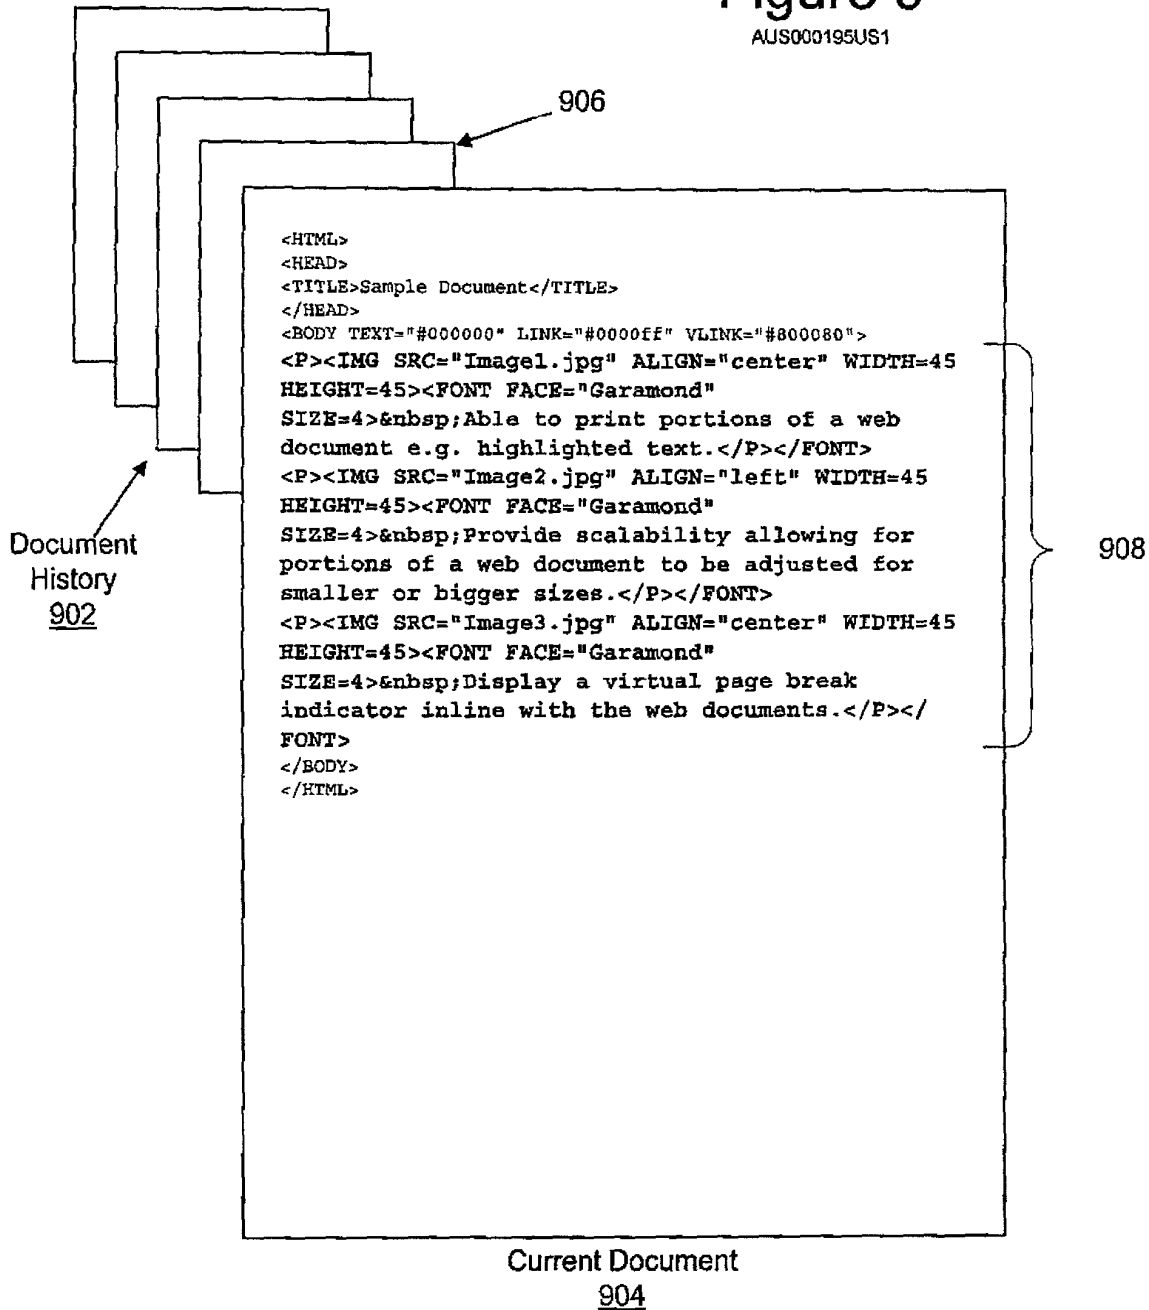 Figure
AUS000195US1
906
<HTML>
<HEAD>
<TITLE>Sample Document</TITLE>
</HEAD>
<BODY TEXT="#000000" LINK="#0000ff" VLINK="#800080">
<P><IMG SRC="Image1.jpg" ALIGN="center" WIDTH=45
HEIGHT=45><FONT FACE="Garamond"
SIZE=4>&nbsp;Able to print portions of a web
document e.g. highlighted text.</P></FONT>
<P><IMG SRC="Image2.jpg" ALIGN="left" WIDTH=45
HEIGHT=45><FONT FACE="Garamond"
SIZE=4>&nbsp;Provide scalability allowing for
portions of a web document to be adjusted for
smaller or bigger sizes.</P></FONT>
<P><IMG SRC="Image3.jpg" ALIGN="center" WIDTH=45
HEIGHT=45><FONT FACE="Garamond"
SIZE=4>&nbsp;Display a virtual page break
indicator inline with the web documents.</P></
FONT>
</BODY>
</HTML>
Document
History
902
908
Current Document
904